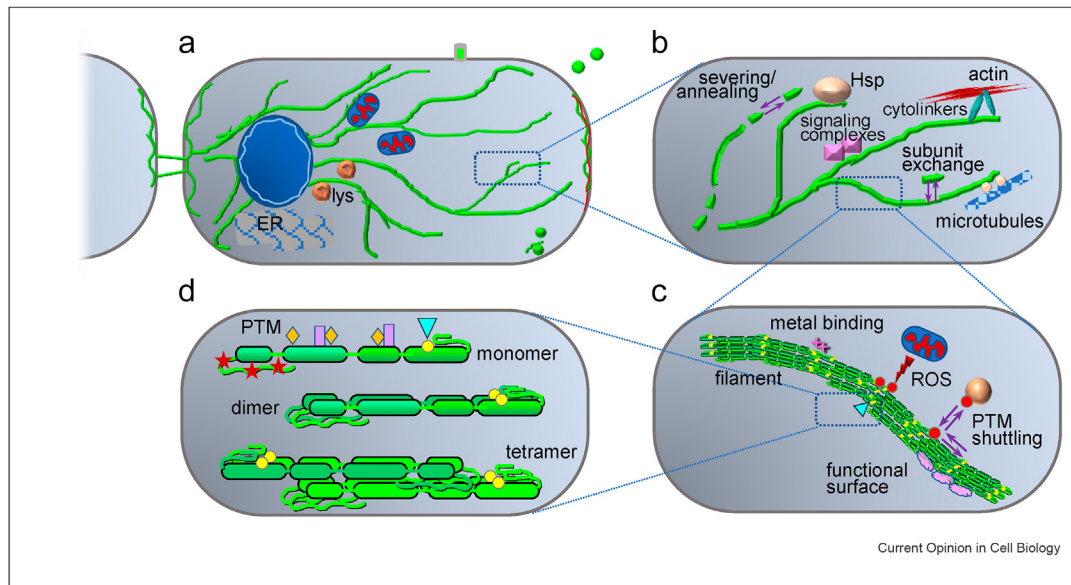 a
lys
ER
b
severing/
annealing
Hsp
signaling
complexes
actin
cytolinkers
subunit
exchange
microtubules
d
PTM
monomer
dimer
tetramer
c
metal binding
filament
ROS
PTM
shuttling
functional
surface
Current Opinion in Cell Biology